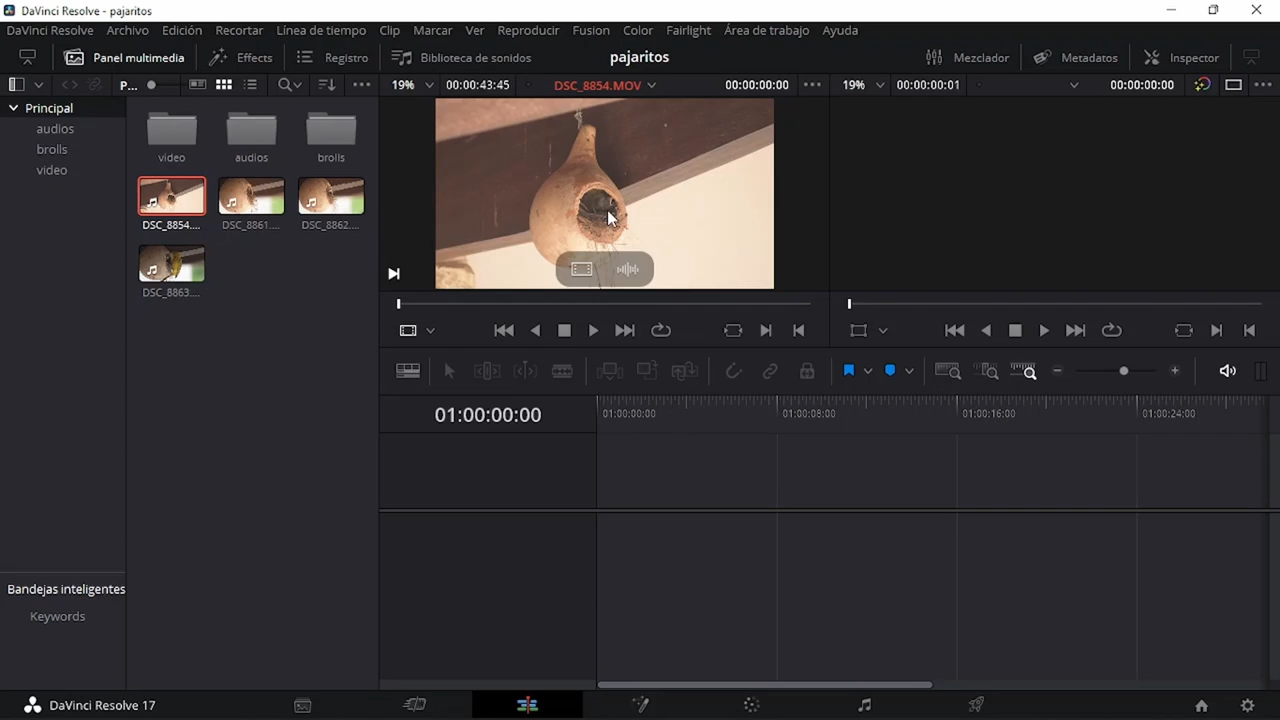 DaVinci Resolve - pajaritos
DaVinci Resolve Archivo Edición Recortar Línea de tiempo Clip Marcar Ver Reproducir Fusion Color Fairlight Área de trabajo Ayuda
Panel multimedia Effects Registro Biblioteca de sonidos pajaritos Mezclador Metadatos Inspector
P... 19% 00:00:43:45 DSC_8854.MOV 00:00:00:00 19% 00:00:00:01 00:00:00:00
Principal
audios
brolls
video
video audios brolls
DSC_8854.... DSC_8861.... DSC_8862....
DSC_8863....
01:00:00:00
01:00:00:00 01:00:08:00 01:00:16:00 01:00:24:00
Bandejas inteligentes
Keywords
DaVinci Resolve 17